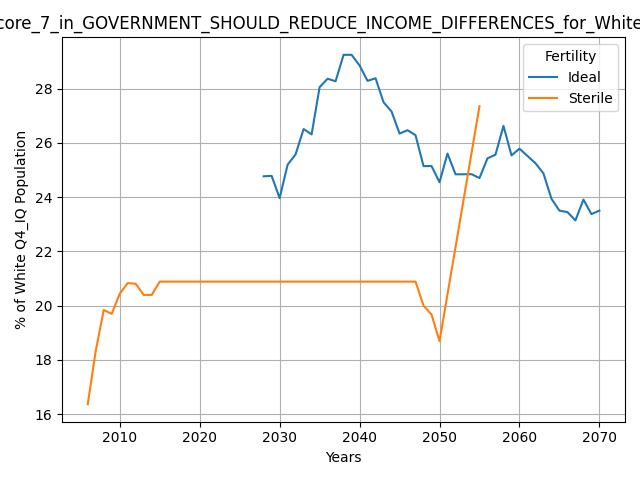 core_7_in_GOVERNMENT_SHOULD_REDUCE_INCOME_DIFFERENCES_for_White
Fertility
Ideal
Sterile
28
26
24
22
20
18
16
% of White Q4_IQ Population
2010 2020 2030 2040 2050 2060 2070
Years